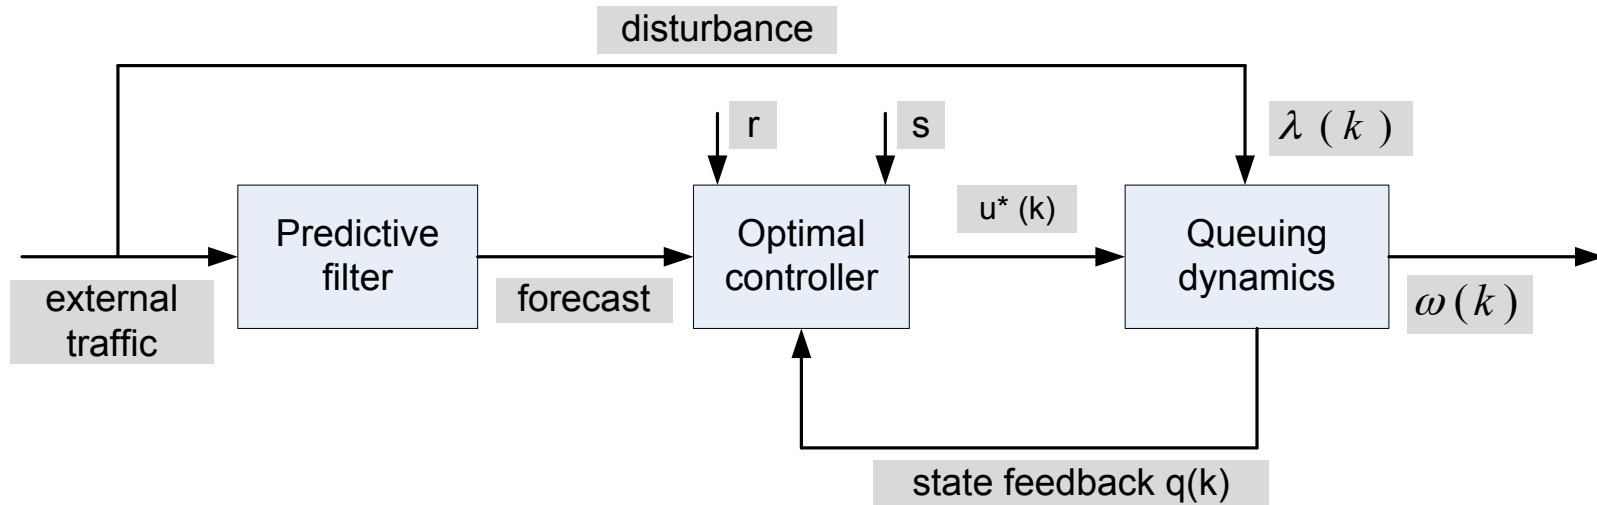 disturbance
r
s
λ ( k )
Predictive
filter
Optimal
controller
u* (k)
Queuing
dynamics
external
traffic
forecast
ω ( k )
state feedback q(k)